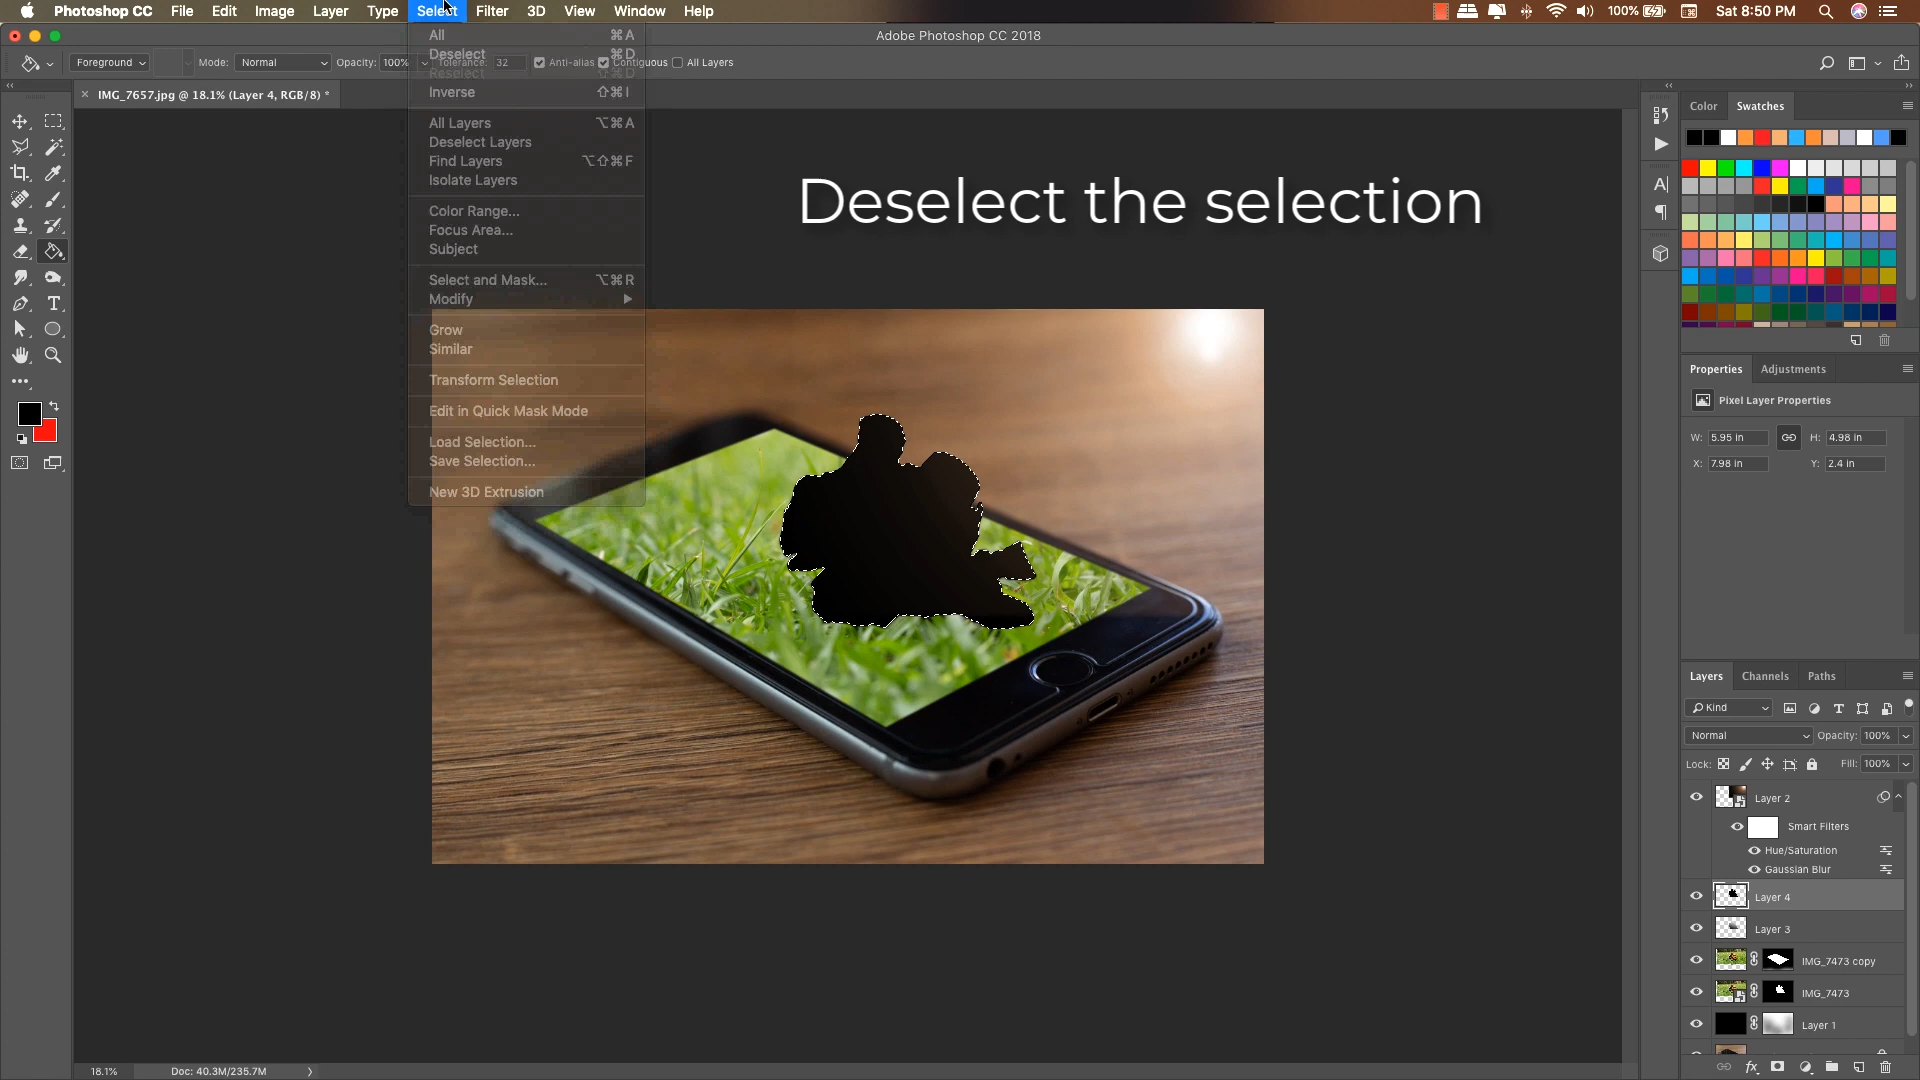 Photoshop CC File Edit Image Layer Type Select Filter 3D View Window Help 100% Sat 8:50 PM
Adobe Photoshop CC 2018
Foreground Mode: Normal Opacity: 100% Tolerance: 32 Anti-alias Contiguous All Layers
IMG_7657.jpg @ 18.1% (Layer 4, RGB/8) *
All ⌘A
Deselect ⌘D
Reselect ⇧⌘D
Inverse ⇧⌘I
All Layers ⌥⌘A
Deselect Layers
Find Layers ⌥⇧⌘F
Isolate Layers
Color Range...
Focus Area...
Subject
Select and Mask... ⌥⌘R
Modify
Grow
Similar
Transform Selection
Edit in Quick Mask Mode
Load Selection...
Save Selection...
New 3D Extrusion
Deselect the selection
Color Swatches
Properties Adjustments
Pixel Layer Properties
W: 5.95 in H: 4.98 in
X: 7.98 in Y: 2.4 in
Layers Channels Paths
Kind
Normal Opacity: 100%
Lock: Fill: 100%
Layer 2
Smart Filters
Hue/Saturation
Gaussian Blur
Layer 4
Layer 3
IMG_7473 copy
IMG_7473
Layer 1
18.1% Doc: 40.3M/235.7M